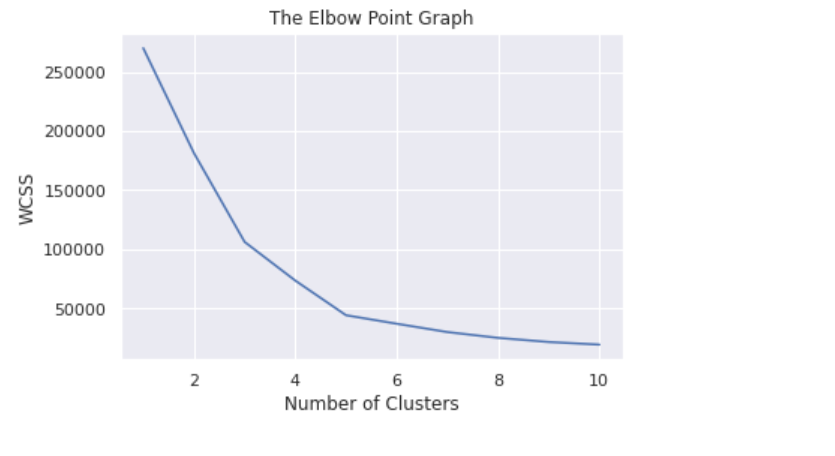 The Elbow Point Graph
250000
200000
150000
100000
50000
WCSS
2 4 6 8 10
Number of Clusters